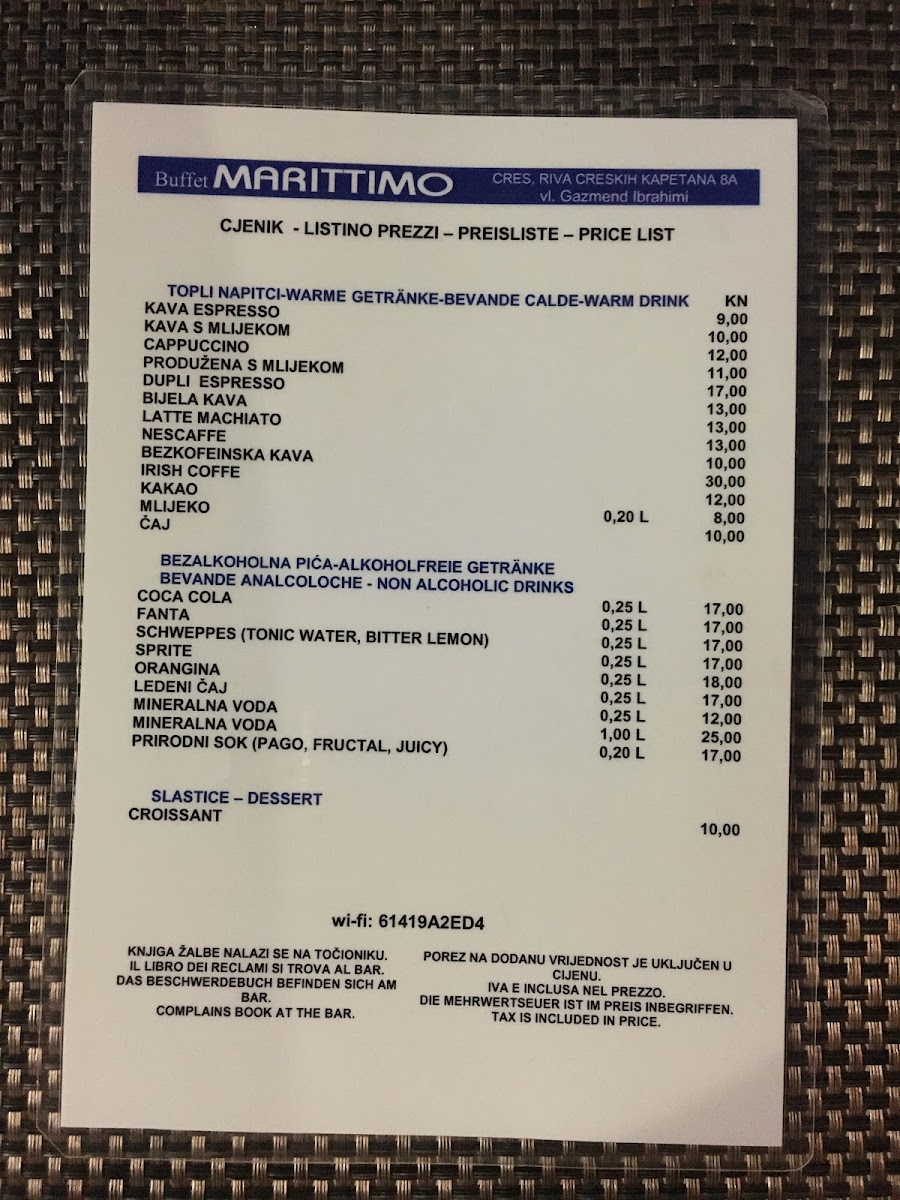 Buffet MARITTIMO CRES, RIVA CRESKIH KAPETANA 8A
vl. Gazmend Ibrahimi
CJENIK - LISTINO PREZZI – PREISLISTE – PRICE LIST
TOPLI NAPITCI-WARME GETRÄNKE-BEVANDE CALDE-WARM DRINK KN
KAVA ESPRESSO 9,00
KAVA S MLIJEKOM 10,00
CAPPUCCINO 12,00
PRODUŽENA S MLIJEKOM 11,00
DUPLI ESPRESSO 17,00
BIJELA KAVA 13,00
LATTE MACHIATO 13,00
NESCAFFE 13,00
BEZKOFEINSKA KAVA 10,00
IRISH COFFE 30,00
KAKAO 12,00
MLIJEKO 0,20 L 8,00
ČAJ 10,00
BEZALKOHOLNA PIĆA-ALKOHOLFREIE GETRÄNKE
BEVANDE ANALCOLOCHE - NON ALCOHOLIC DRINKS
COCA COLA 0,25 L 17,00
FANTA 0,25 L 17,00
SCHWEPPES (TONIC WATER, BITTER LEMON) 0,25 L 17,00
SPRITE 0,25 L 17,00
ORANGINA 0,25 L 18,00
LEDENI ČAJ 0,25 L 17,00
MINERALNA VODA 0,25 L 12,00
MINERALNA VODA 1,00 L 25,00
PRIRODNI SOK (PAGO, FRUCTAL, JUICY) 0,20 L 17,00
SLASTICE – DESSERT
CROISSANT 10,00
wi-fi: 61419A2ED4
KNJIGA ŽALBE NALAZI SE NA TOČIONIKU.
IL LIBRO DEI RECLAMI SI TROVA AL BAR.
DAS BESCHWERDEBUCH BEFINDEN SICH AM
BAR.
COMPLAINS BOOK AT THE BAR.
POREZ NA DODANU VRIJEDNOST JE UKLJUČEN U
CIJENU.
IVA E INCLUSA NEL PREZZO.
DIE MEHRWERTSEUER IST IM PREIS INBEGRIFFEN.
TAX IS INCLUDED IN PRICE.